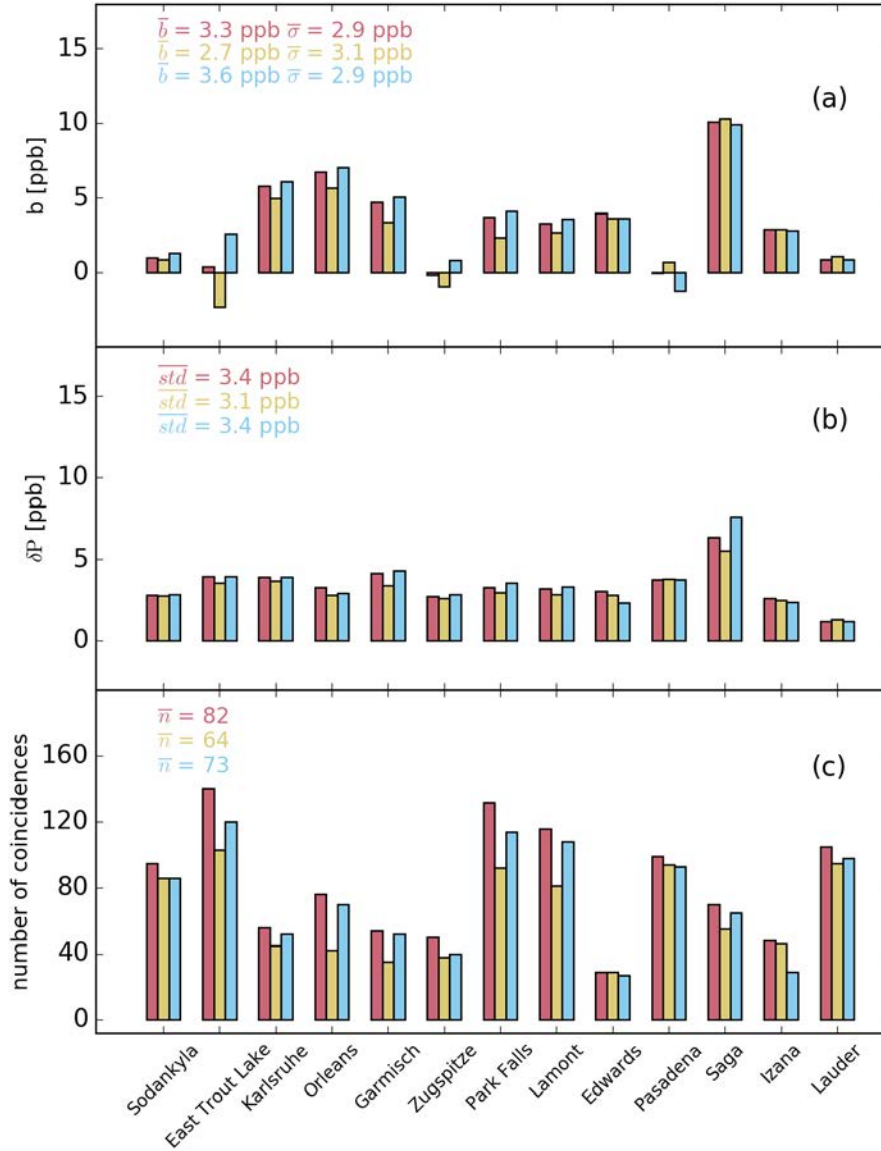 b̅ = 3.3 ppb σ̅ = 2.9 ppb
b̅ = 2.7 ppb σ̅ = 3.1 ppb
b̅ = 3.6 ppb σ̅ = 2.9 ppb
(a)
b [ppb]
15
10
5
0
s̅t̅d̅ = 3.4 ppb
s̅t̅d̅ = 3.1 ppb
s̅t̅d̅ = 3.4 ppb
(b)
δP [ppb]
15
10
5
0
n̅ = 82
n̅ = 64
n̅ = 73
(c)
number of coincidences
160
120
80
40
0
Sodankyla
East Trout Lake
Karlsruhe
Orleans
Garmisch
Zugspitze
Park Falls
Lamont
Edwards
Pasadena
Saga
Izana
Lauder